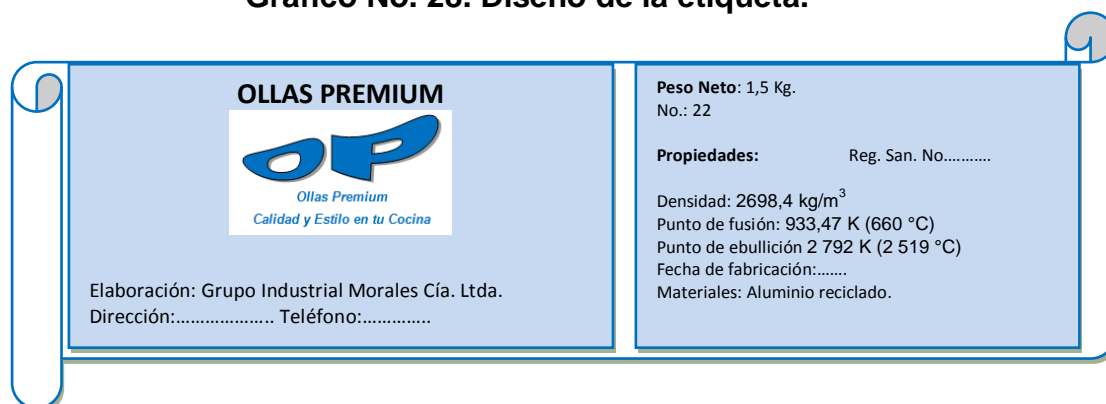 Gráfico No. 28. Diseño de la etiqueta.
OLLAS PREMIUM
OP
Ollas Premium
Calidad y Estilo en tu Cocina
Elaboración: Grupo Industrial Morales Cía. Ltda.
Dirección:……………….. Teléfono:…………..
Peso Neto: 1,5 Kg.
No.: 22
Propiedades: Reg. San. No.……....
Densidad: 2698,4 kg/m³
Punto de fusión: 933,47 K (660 °C)
Punto de ebullición 2 792 K (2 519 °C)
Fecha de fabricación:…....
Materiales: Aluminio reciclado.